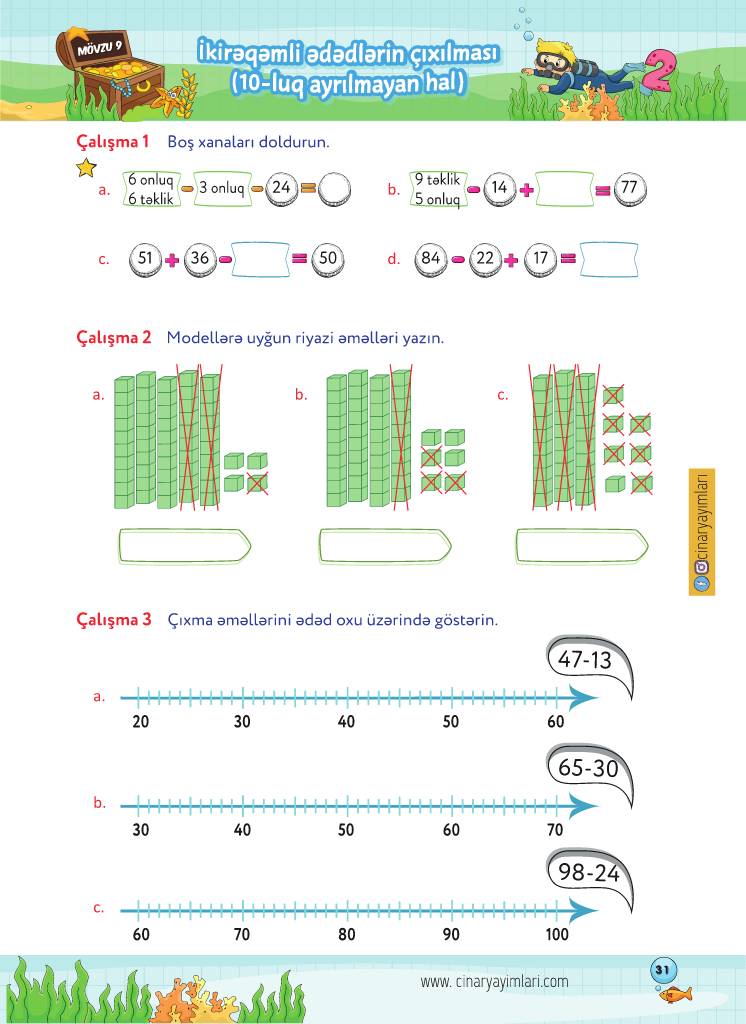 MÖVZU 9
İkirəqəmli ədədlərin çıxılması
(10-luq ayrılmayan hal)
2
Çalışma 1 Boş xanaları doldurun.
a. 6 onluq 6 təklik - 3 onluq - 24 =
b. 9 təklik 5 onluq - 14 + = 77
c. 51 + 36 - = 50
d. 84 - 22 + 17 =
Çalışma 2 Modellərə uyğun riyazi əməlləri yazın.
a. b. c.
cinaryayımları
Çalışma 3 Çıxma əməllərini ədəd oxu üzərində göstərin.
47-13
a.
20 30 40 50 60
65-30
b.
30 40 50 60 70
98-24
c.
60 70 80 90 100
www. cinaryayimlari.com
31